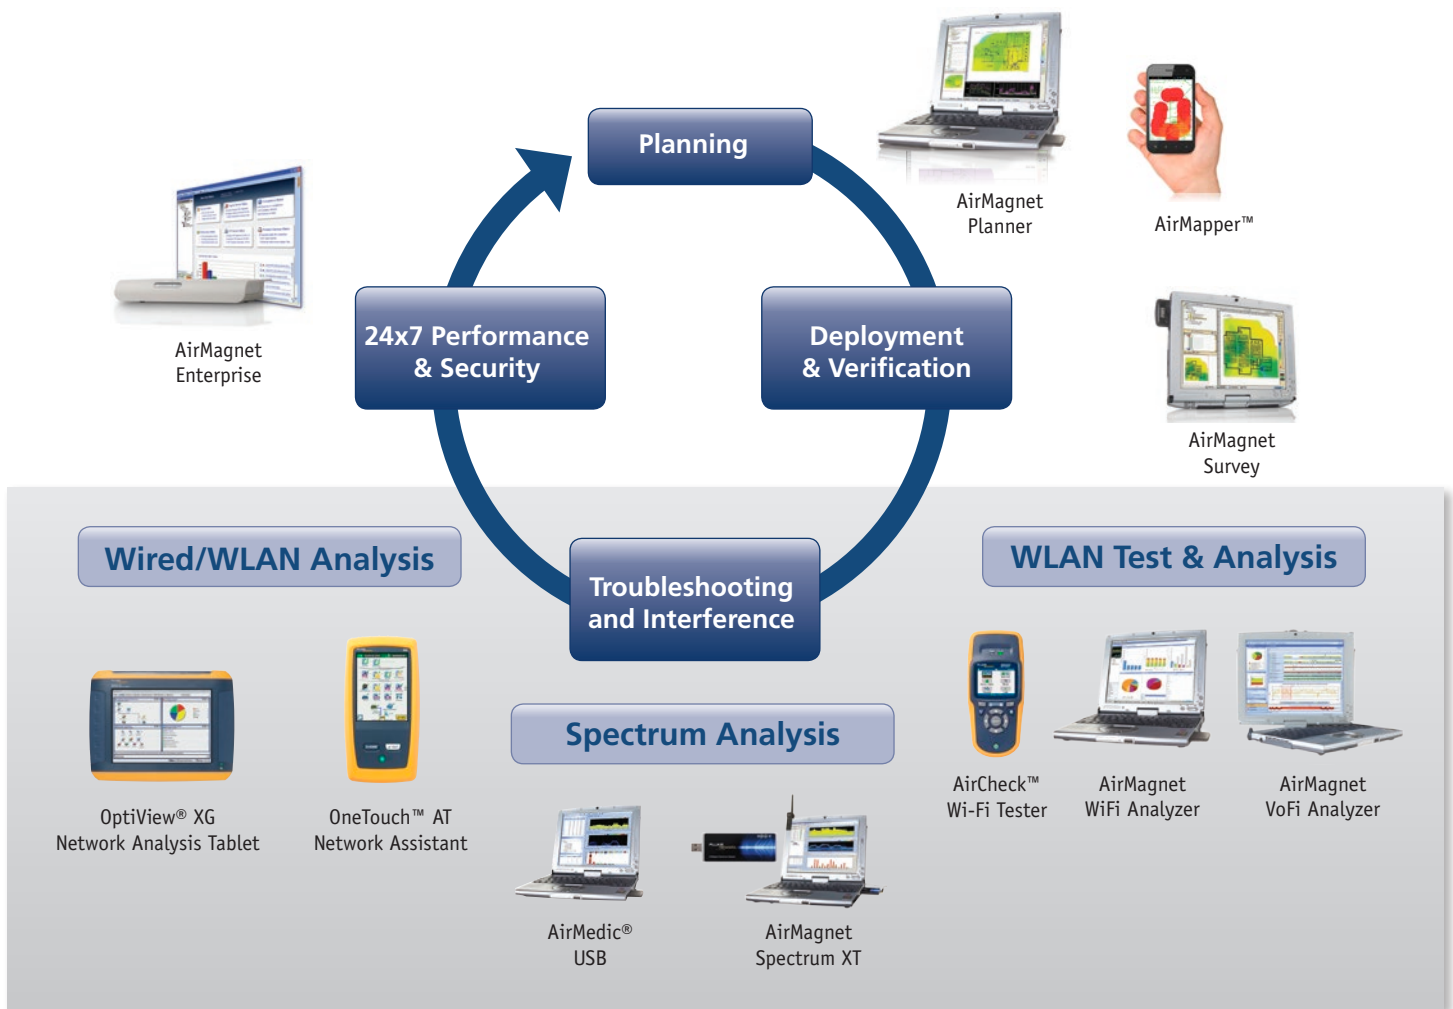 Planning
AirMagnet
Planner
AirMapper™
24x7 Performance
& Security
Deployment
& Verification
AirMagnet
Enterprise
AirMagnet
Survey
Wired/WLAN Analysis
Troubleshooting
and Interference
WLAN Test & Analysis
Spectrum Analysis
OptiView® XG
Network Analysis Tablet
OneTouch™ AT
Network Assistant
AirCheck™
Wi-Fi Tester
AirMagnet
WiFi Analyzer
AirMagnet
VoFi Analyzer
AirMedic®
USB
AirMagnet
Spectrum XT